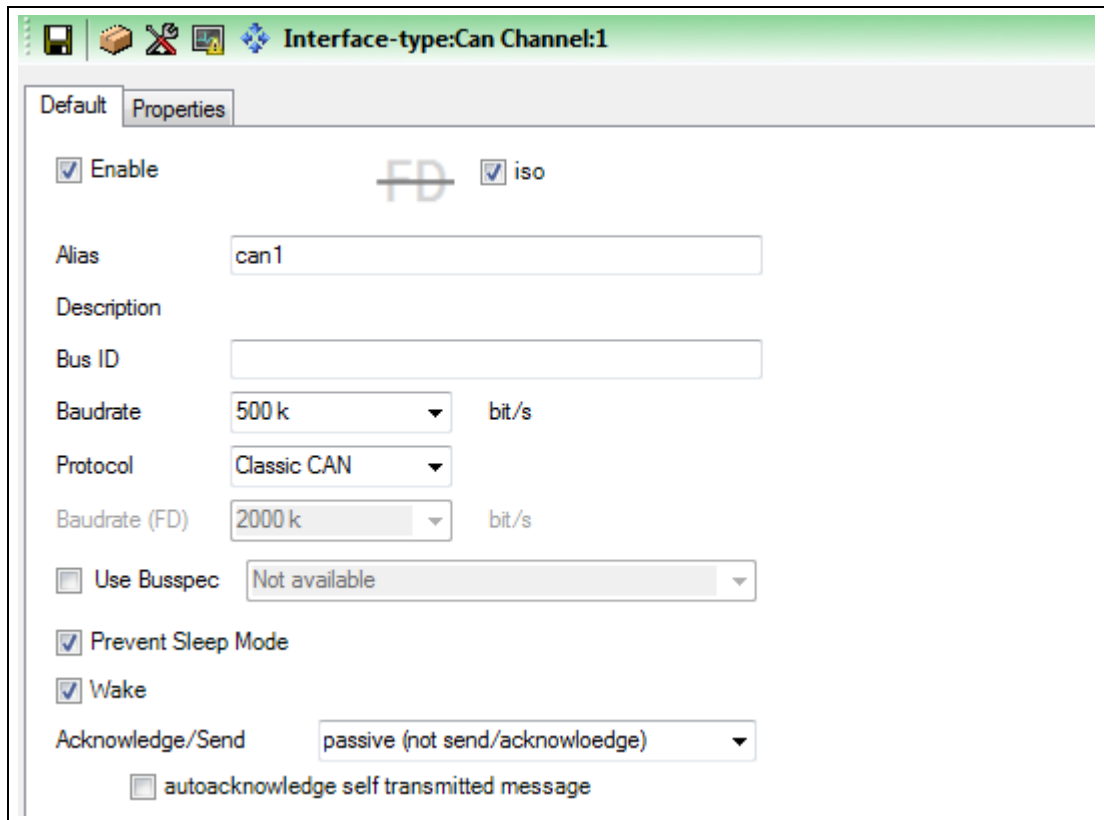 Interface-type:Can Channel:1
Default Properties
Enable FD iso
Alias can1
Description
Bus ID
Baudrate 500 k bit/s
Protocol Classic CAN
Baudrate (FD) 2000 k bit/s
Use Busspec Not available
Prevent Sleep Mode
Wake
Acknowledge/Send passive (not send/acknowloedge)
autoacknowledge self transmitted message